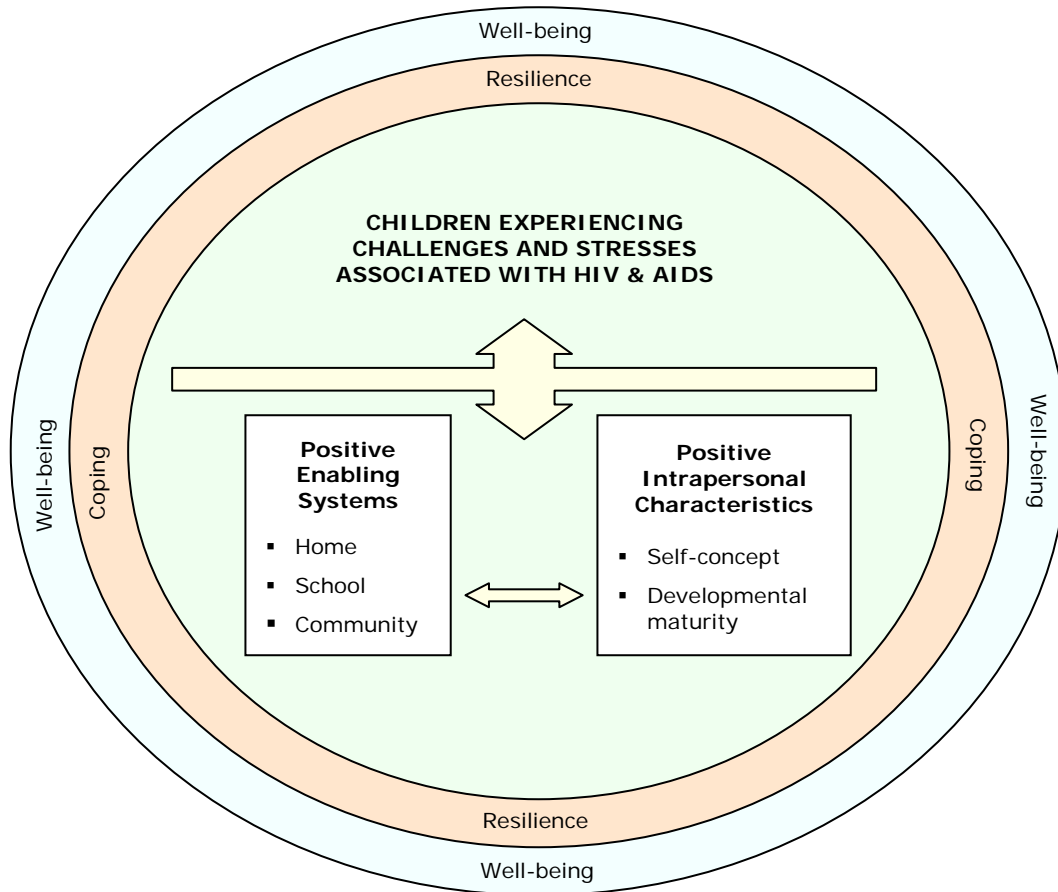 Well-being
Resilience
CHILDREN EXPERIENCING
CHALLENGES AND STRESSES
ASSOCIATED WITH HIV & AIDS
Well-being
Coping
Positive
Enabling
Systems
▪ Home
▪ School
▪ Community
Positive
Intrapersonal
Characteristics
▪ Self-concept
▪ Developmental
maturity
Coping
Well-being
Resilience
Well-being